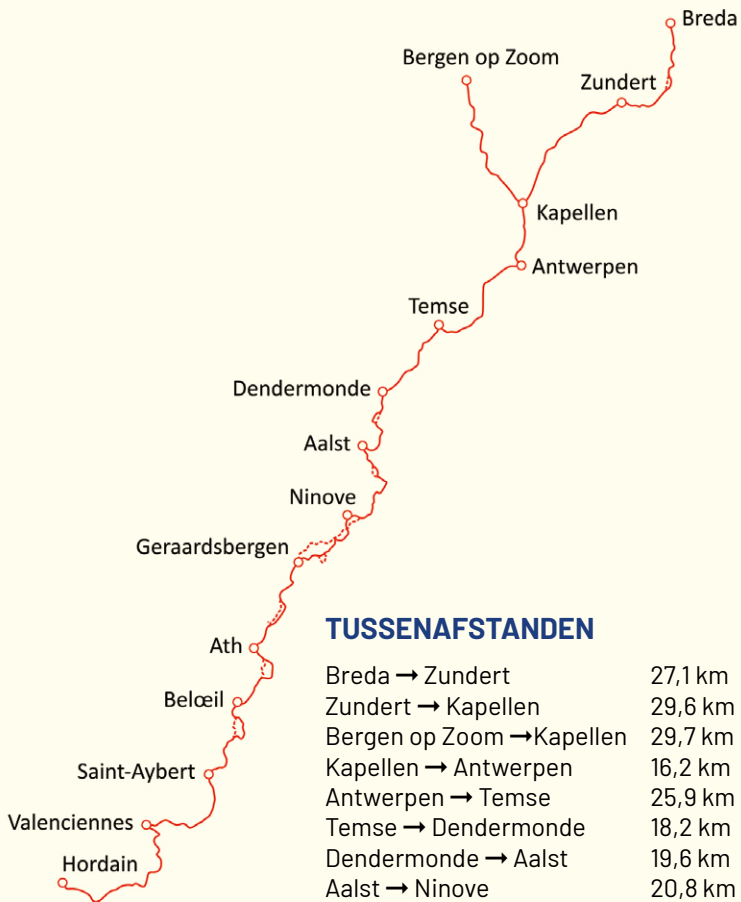 Breda
Bergen op Zoom
Zundert
Kapellen
Antwerpen
Temse
Dendermonde
Aalst
Ninove
Geraardsbergen
Ath
Belœil
Saint-Aybert
Valenciennes
Hordain
TUSSENAFSTANDEN
Breda → Zundert 27,1 km
Zundert → Kapellen 29,6 km
Bergen op Zoom →Kapellen 29,7 km
Kapellen → Antwerpen 16,2 km
Antwerpen → Temse 25,9 km
Temse → Dendermonde 18,2 km
Dendermonde → Aalst 19,6 km
Aalst → Ninove 20,8 km